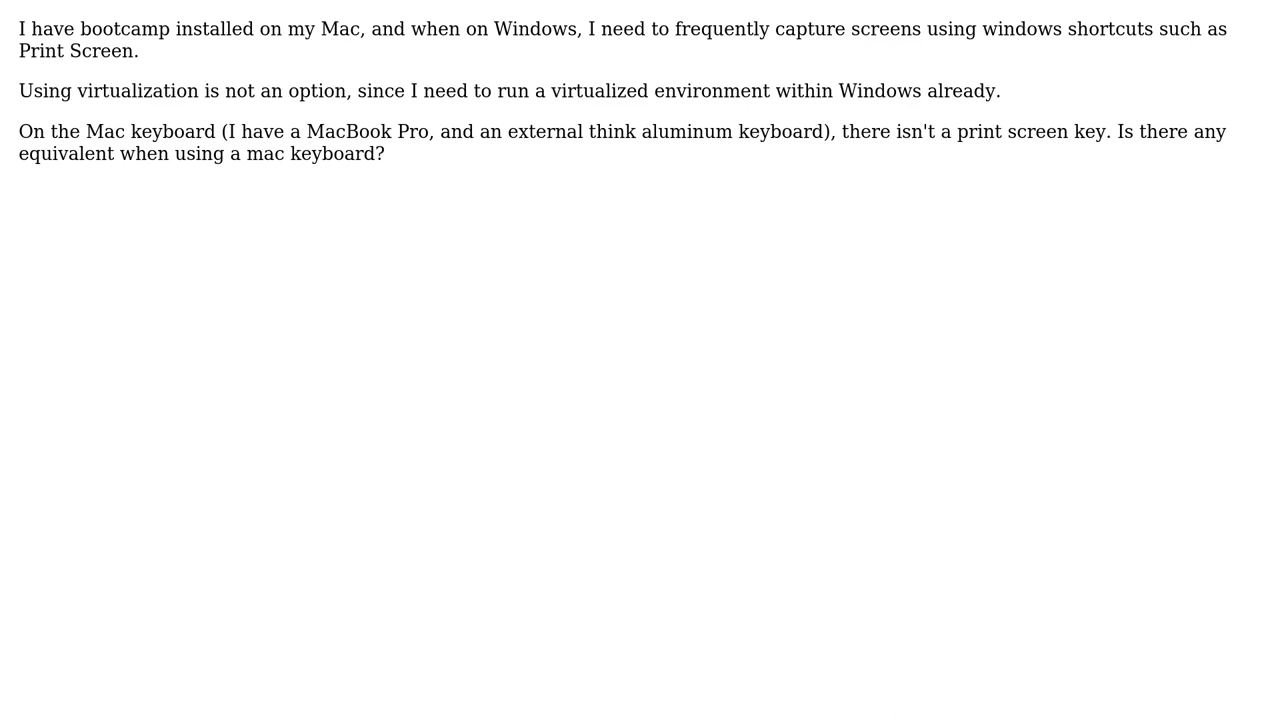 I have bootcamp installed on my Mac, and when on Windows, I need to frequently capture screens using windows shortcuts such as
Print Screen.
Using virtualization is not an option, since I need to run a virtualized environment within Windows already.
On the Mac keyboard (I have a MacBook Pro, and an external think aluminum keyboard), there isn't a print screen key. Is there any
equivalent when using a mac keyboard?